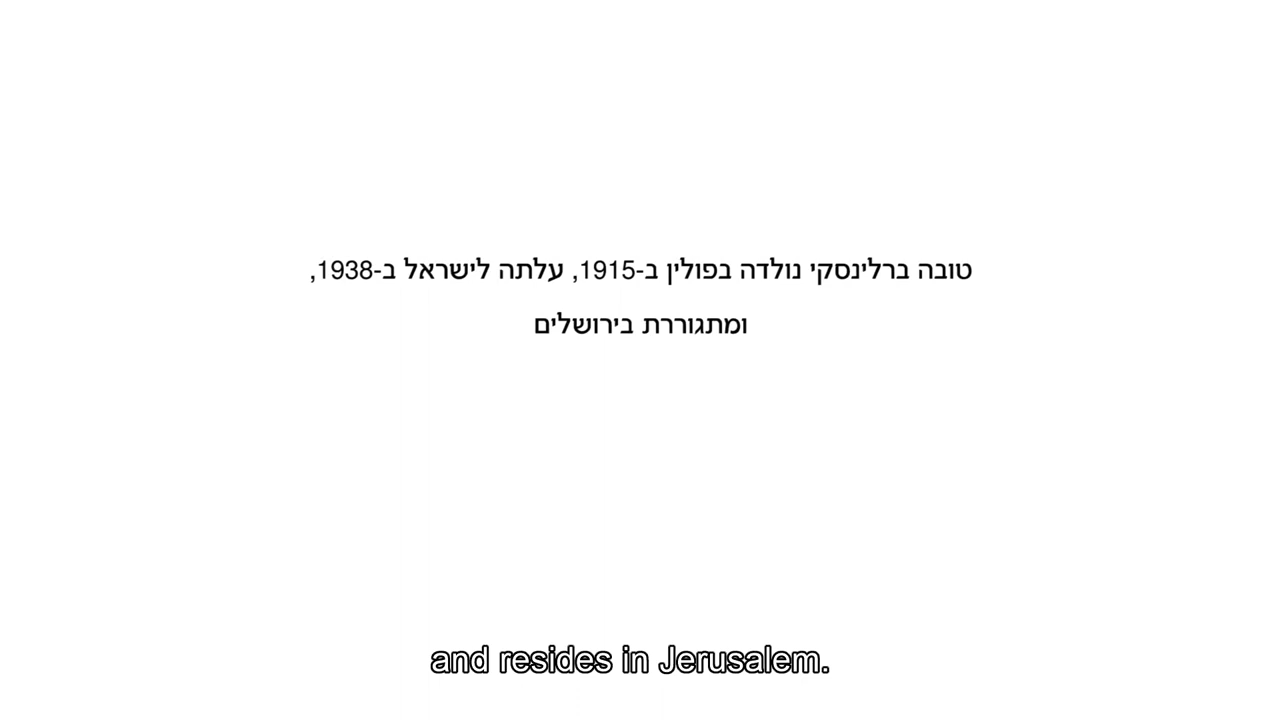 טובה ברלינסקי נולדה בפולין ב-1915, עלתה לישראל ב-1938,
ומתגוררת בירושלים
and resides in Jerusalem.